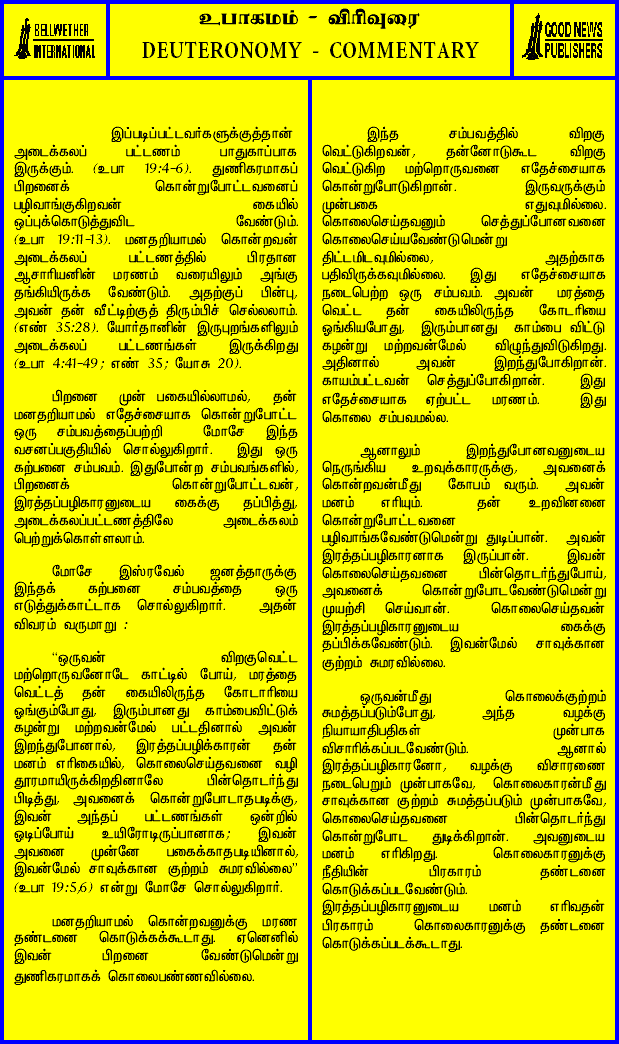 BELLWETHER
INTERNATIONAL
உபாகமம் - விரிவுரை
DEUTERONOMY - COMMENTARY
GOOD NEWS
PUBLISHERS
இப்படிப்பட்டவர்களுக்குத்தான்
அடைக்கலப் பட்டணம் பாதுகாப்பாக
இருக்கும். (உபா 19:4-6). துணிகரமாகப்
பிறனைக் கொன்றுபோட்டவனைப்
பழிவாங்குகிறவன் கையில்
ஒப்புக்கொடுத்துவிட வேண்டும்.
(உபா 19:11-13). மனதறியாமல் கொன்றவன்
அடைக்கலப் பட்டணத்தில் பிரதான
ஆசாரியனின் மரணம் வரையிலும் அங்கு
தங்கியிருக்க வேண்டும். அதற்குப் பின்பு,
அவன் தன் வீட்டிற்குத் திரும்பிச் செல்லலாம்.
(எண் 35:28). யோர்தானின் இருபுறங்களிலும்
அடைக்கலப் பட்டணங்கள் இருக்கிறது
(உபா 4:41-49; எண் 35; யோசு 20).
பிறனை முன் பகையில்லாமல், தன்
மனதறியாமல் எதேச்சையாக கொன்றுபோட்ட
ஒரு சம்பவத்தைப்பற்றி மோசே இந்த
வசனப்பகுதியில் சொல்லுகிறார். இது ஒரு
கற்பனை சம்பவம். இதுபோன்ற சம்பவங்களில்,
பிறனைக் கொன்றுபோட்டவன்,
இரத்தப்பழிகாரனுடைய கைக்கு தப்பித்து,
அடைக்கலப்பட்டணத்திலே அடைக்கலம்
பெற்றுக்கொள்ளலாம்.
மோசே இஸ்ரவேல் ஜனத்தாருக்கு
இந்தக் கற்பனை சம்பவத்தை ஒரு
எடுத்துக்காட்டாக சொல்லுகிறார். அதன்
விவரம் வருமாறு :
“ஒருவன் விறகுவெட்ட
மற்றொருவனோடே காட்டில் போய், மரத்தை
வெட்டத் தன் கையிலிருந்த கோடாரியை
ஓங்கும்போது, இரும்பானது காம்பைவிட்டுக்
கழன்று மற்றவன்மேல் பட்டதினால் அவன்
இறந்துபோனால், இரத்தப்பழிக்காரன் தன்
மனம் எரிகையில், கொலைசெய்தவனை வழி
தூரமாயிருக்கிறதினாலே பின்தொடர்ந்து
பிடித்து, அவனைக் கொன்றுபோடாதபடிக்கு,
இவன் அந்தப் பட்டணங்கள் ஒன்றில்
ஓடிப்போய் உயிரோடிருப்பானாக; இவன்
அவனை முன்னே பகைக்காதபடியினால்,
இவன்மேல் சாவுக்கான குற்றம் சுமரவில்லை”
(உபா 19:5,6) என்று மோசே சொல்லுகிறார்.
மனதறியாமல் கொன்றவனுக்கு மரண
தண்டனை கொடுக்கக்கூடாது. ஏனெனில்
இவன் பிறனை வேண்டுமென்று
துணிகரமாகக் கொலைபண்ணவில்லை.
இந்த சம்பவத்தில் விறகு
வெட்டுகிறவன், தன்னோடுகூட விறகு
வெட்டுகிற மற்றொருவனை எதேச்சையாக
கொன்றுபோடுகிறான். இருவருக்கும்
முன்பகை எதுவுமில்லை.
கொலைசெய்தவனும் செத்துப்போனவனை
கொலைசெய்யவேண்டுமென்று
திட்டமிடவுமில்லை, அதற்காக
பதிவிருக்கவுமில்லை. இது எதேச்சையாக
நடைபெற்ற ஒரு சம்பவம். அவன் மரத்தை
வெட்ட தன் கையிலிருந்த கோடரியை
ஓங்கியபோது, இரும்பானது காம்பை விட்டு
கழன்று மற்றவன்மேல் விழுந்துவிடுகிறது.
அதினால் அவன் இறந்துபோகிறான்.
காயம்பட்டவன் செத்துப்போகிறான். இது
எதேச்சையாக ஏற்பட்ட மரணம். இது
கொலை சம்பவமல்ல.
ஆனாலும் இறந்துபோனவனுடைய
நெருங்கிய உறவுக்காரருக்கு, அவனைக்
கொன்றவன்மீது கோபம் வரும். அவன்
மனம் எரியும். தன் உறவினனை
கொன்றுபோட்டவனை
பழிவாங்கவேண்டுமென்று துடிப்பான். அவன்
இரத்தப்பழிகாரனாக இருப்பான். இவன்
கொலைசெய்தவனை பின்தொடர்ந்துபோய்,
அவனைக் கொன்றுபோடவேண்டுமென்று
முயற்சி செய்வான். கொலைசெய்தவன்
இரத்தப்பழிகாரனுடைய கைக்கு
தப்பிக்கவேண்டும். இவன்மேல் சாவுக்கான
குற்றம் சுமரவில்லை.
ஒருவன்மீது கொலைக்குற்றம்
சுமத்தப்படும்போது, அந்த வழக்கு
நியாயாதிபதிகள் முன்பாக
விசாரிக்கப்படவேண்டும். ஆனால்
இரத்தப்பழிகாரனோ, வழக்கு விசாரணை
நடைபெறும் முன்பாகவே, கொலைகாரன்மீது
சாவுக்கான குற்றம் சுமத்தப்படும் முன்பாகவே,
கொலைசெய்தவனை பின்தொடர்ந்து
கொன்றுபோட துடிக்கிறான். அவனுடைய
மனம் எரிகிறது. கொலைகாரனுக்கு
நீதியின் பிரகாரம் தண்டனை
கொடுக்கப்படவேண்டும்.
இரத்தப்பழிகாரனுடைய மனம் எரிவதன்
பிரகாரம் கொலைகாரனுக்கு தண்டனை
கொடுக்கப்படக்கூடாது.